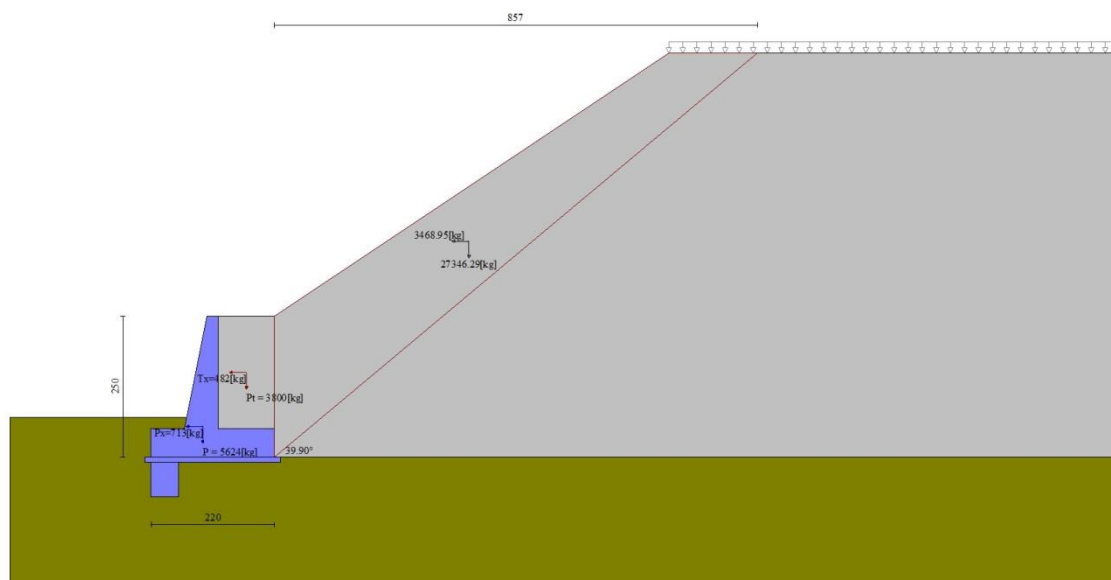 857
3468.95[kg]
27346.29[kg]
250
Tx=482[kg]
Pt = 3800[kg]
Px=713[kg]
P = 5624[kg]
39.90°
220